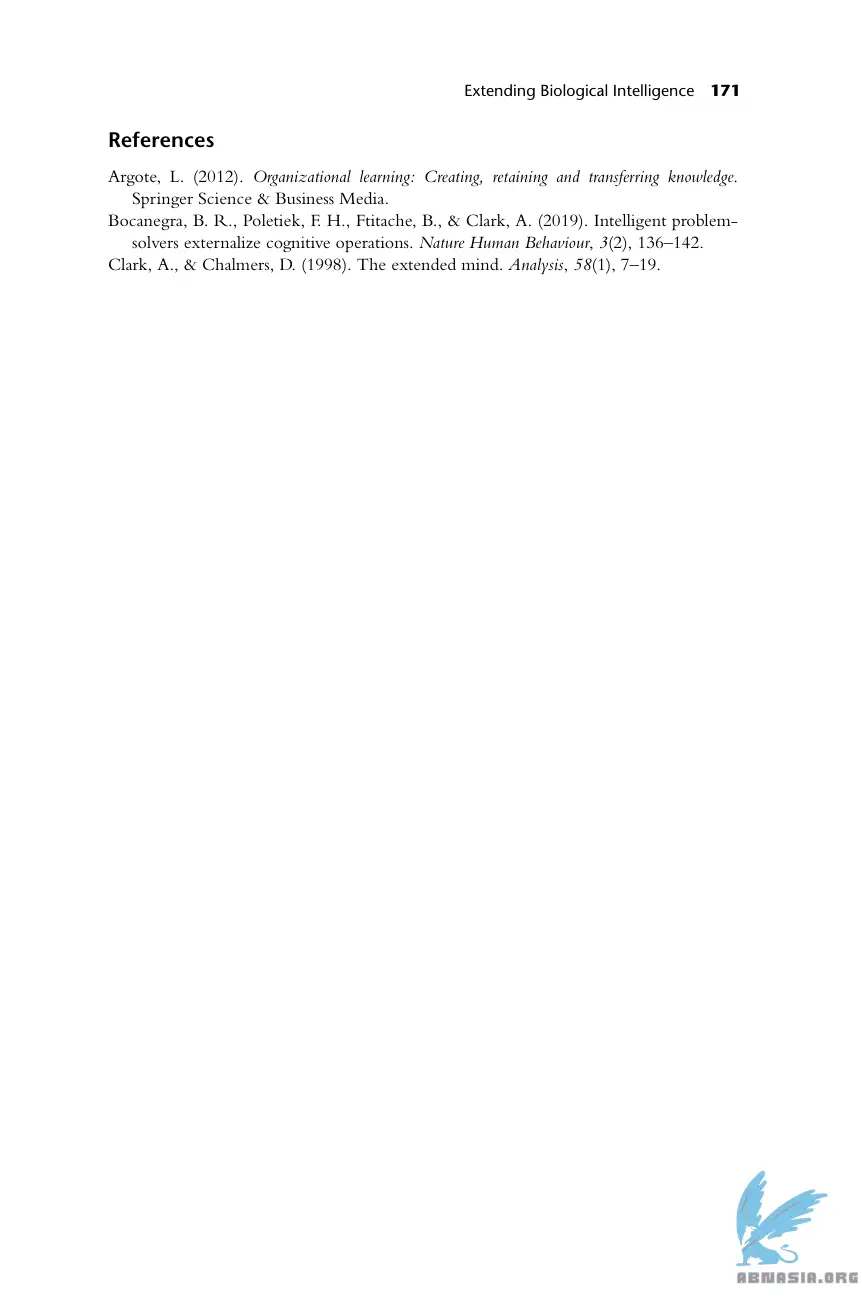 Extending Biological Intelligence 171
References
Argote, L. (2012). Organizational learning: Creating, retaining and transferring knowledge.
Springer Science & Business Media.
Bocanegra, B. R., Poletiek, F. H., Ftitache, B., & Clark, A. (2019). Intelligent problem-
solvers externalize cognitive operations. Nature Human Behaviour, 3(2), 136–142.
Clark, A., & Chalmers, D. (1998). The extended mind. Analysis, 58(1), 7–19.
ABNASIA.ORG